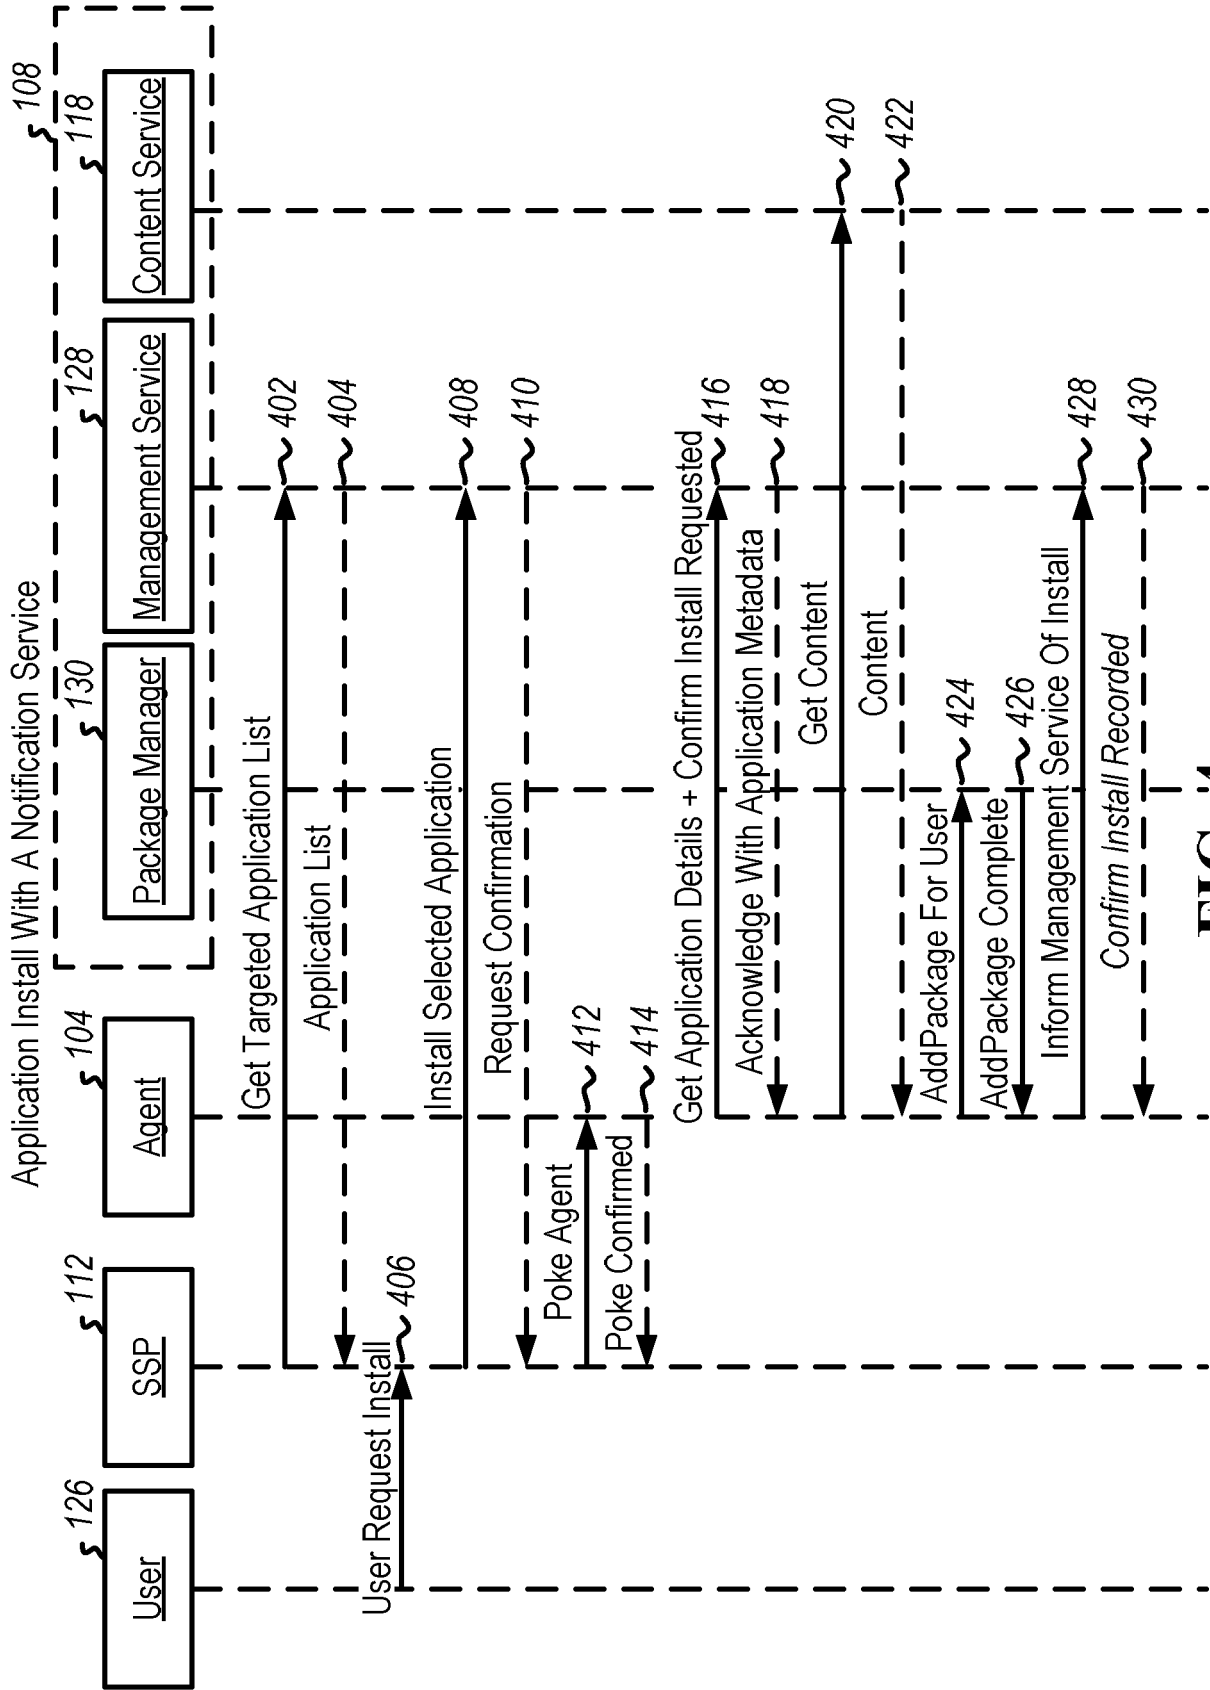 Application Install With A Notification Service
108
126
112
104
130
128
118
User
SSP
Agent
Package Manager
Management Service
Content Service
Get Targeted Application List
402
Application List
404
User Request Install
406
Install Selected Application
408
Request Confirmation
410
Poke Agent
412
Poke Confirmed
414
Get Application Details + Confirm Install Requested
416
Acknowledge With Application Metadata
418
Get Content
420
Content
422
AddPackage For User
424
AddPackage Complete
426
Inform Management Service Of Install
428
Confirm Install Recorded
430